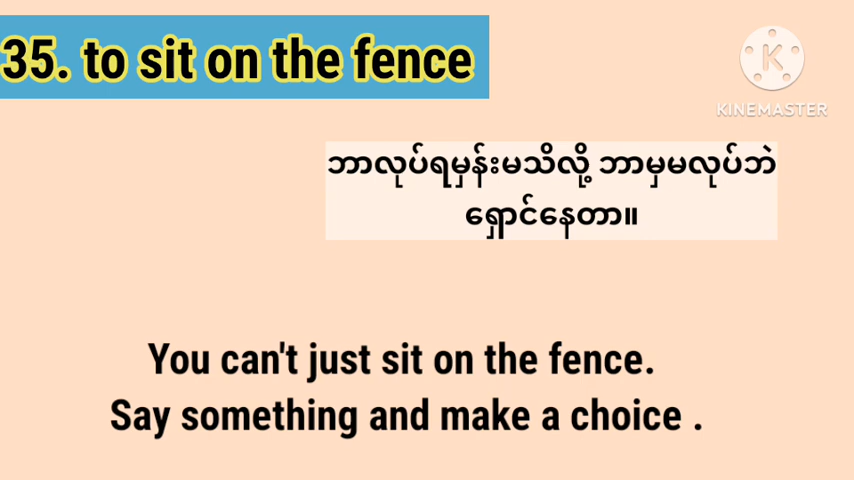 35. to sit on the fence
K
KINEMASTER
ဘာလုပ်ရမှန်းမသိလို့ ဘာမှမလုပ်ဘဲ
ရှောင်နေတာ။
You can't just sit on the fence.
Say something and make a choice .